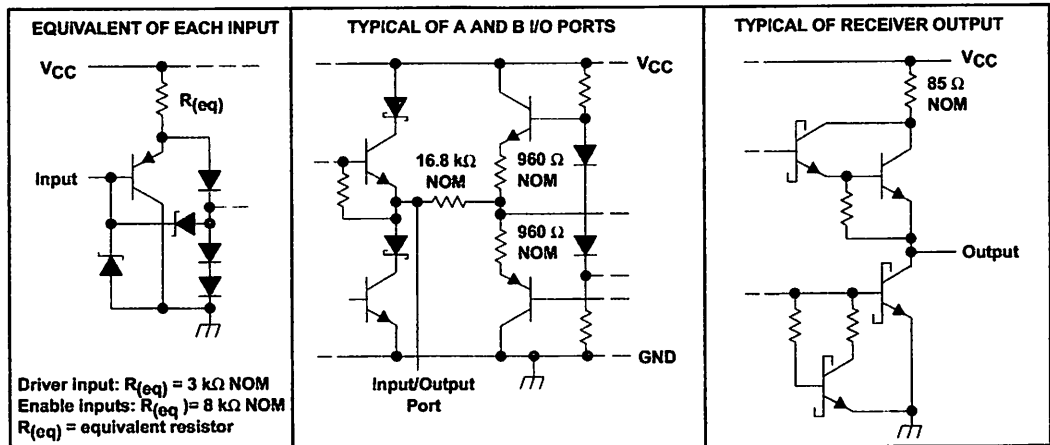 EQUIVALENT OF EACH INPUT
VCC
R(eq)
Input
Driver input: R(eq) = 3 kΩ NOM
Enable inputs: R(eq) = 8 kΩ NOM
R(eq) = equivalent resistor
TYPICAL OF A AND B I/O PORTS
VCC
16.8 kΩ
NOM
960 Ω
NOM
960 Ω
NOM
GND
Input/Output
Port
TYPICAL OF RECEIVER OUTPUT
VCC
85 Ω
NOM
Output